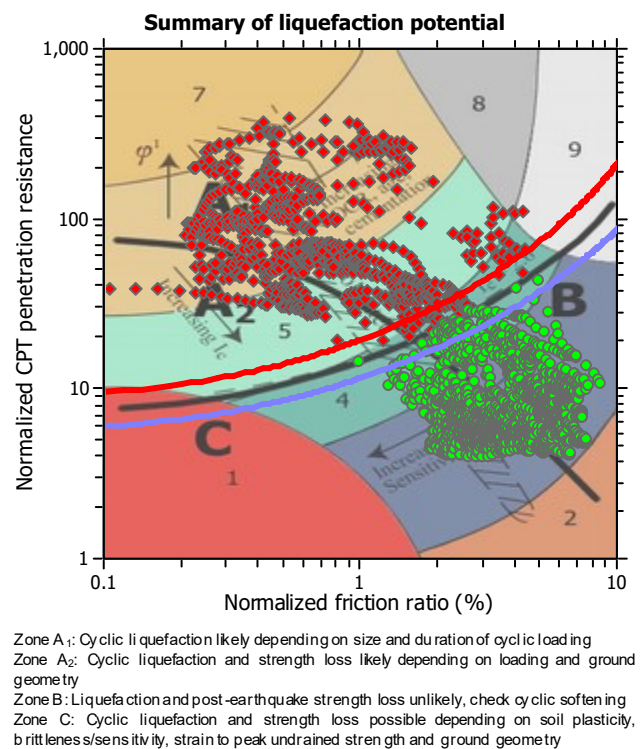 Summary of liquefaction potential
Normalized CPT penetration resistance
1,000
100
10
1
7
8
9
φ'
A
cementation
A2
Increasing Ic
5
B
4
C
1
Sensitivity
2
0.1
1
10
Normalized friction ratio (%)
Zone A1: Cyclic liquefaction likely depending on size and duration of cyclic loading
Zone A2: Cyclic liquefaction and strength loss likely depending on loading and ground
geometry
Zone B: Liquefaction and post-earthquake strength loss unlikely, check cyclic softening
Zone C: Cyclic liquefaction and strength loss possible depending on soil plasticity,
brittleness/sensitivity, strain to peak undrained strength and ground geometry